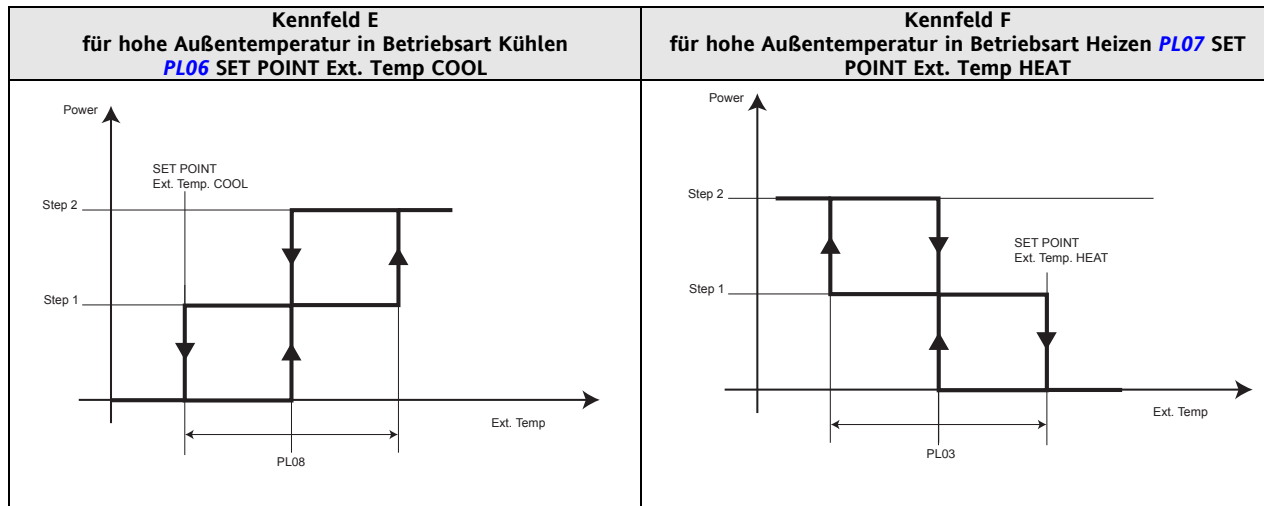 Kennfeld E
für hohe Außentemperatur in Betriebsart Kühlen
PL06 SET POINT Ext. Temp COOL
Kennfeld F
für hohe Außentemperatur in Betriebsart Heizen PL07 SET
POINT Ext. Temp HEAT
Power
SET POINT
Ext. Temp. COOL
Step 2
Step 1
Ext. Temp
PL08
Power
Step 2
SET POINT
Ext. Temp. HEAT
Step 1
Ext. Temp
PL03